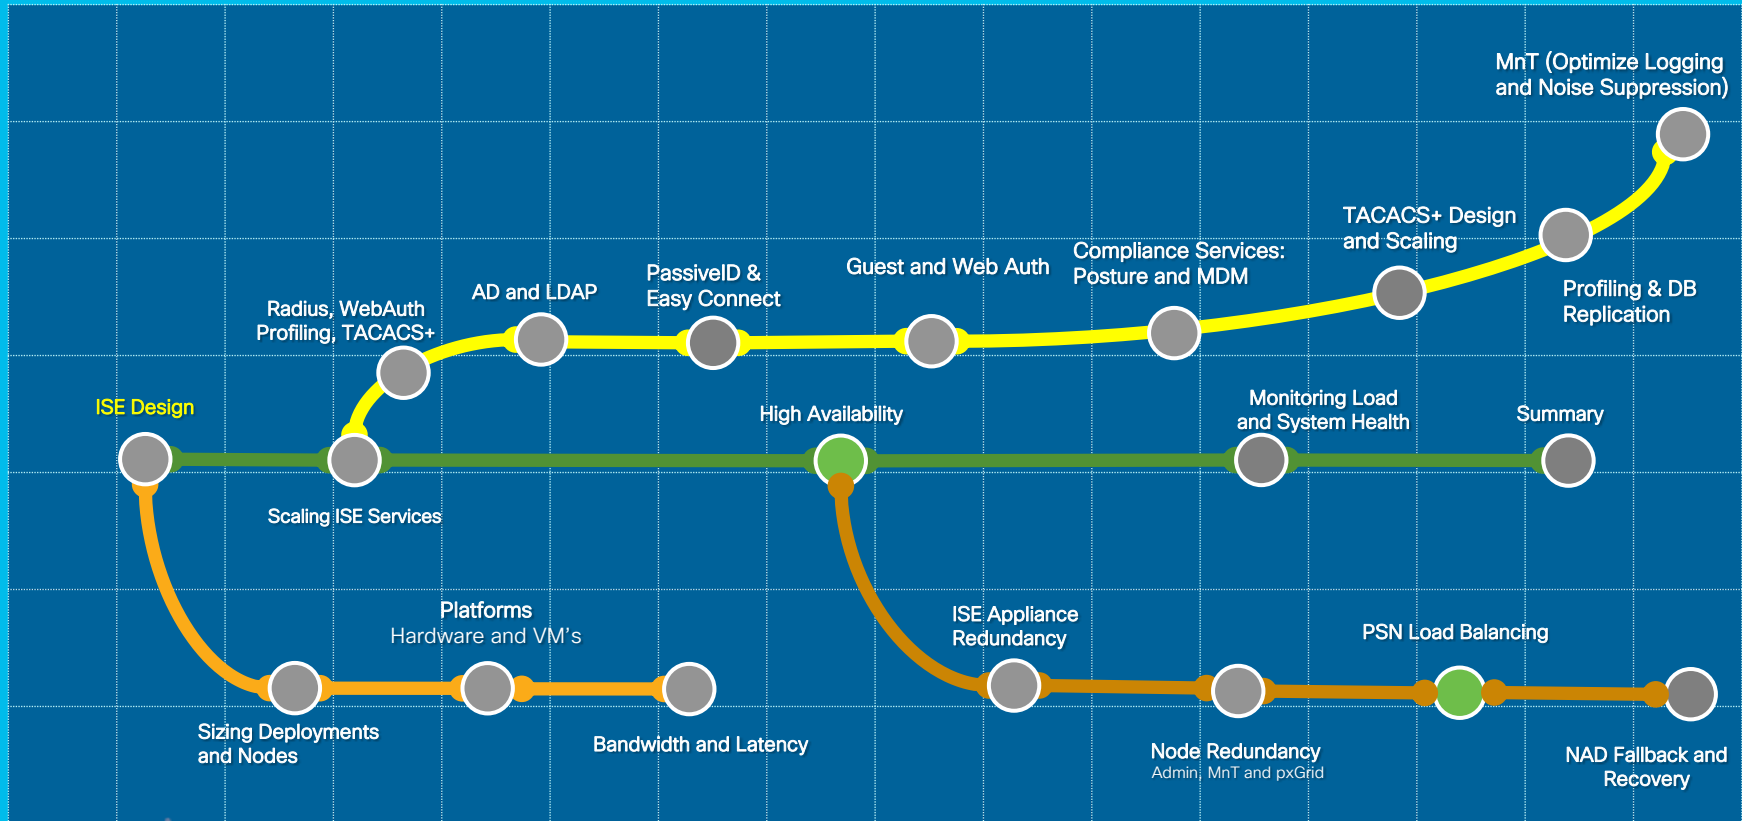 MnT (Optimize Logging
and Noise Suppression)
TACACS+ Design
and Scaling
Compliance Services:
Posture and MDM
Guest and Web Auth
PassiveID &
Easy Connect
AD and LDAP
Radius, WebAuth
Profiling, TACACS+
Profiling & DB
Replication
ISE Design
High Availability
Monitoring Load
and System Health
Summary
Scaling ISE Services
Platforms
Hardware and VM's
ISE Appliance
Redundancy
PSN Load Balancing
Sizing Deployments
and Nodes
Bandwidth and Latency
Node Redundancy
Admin, MnT and pxGrid
NAD Fallback and
Recovery